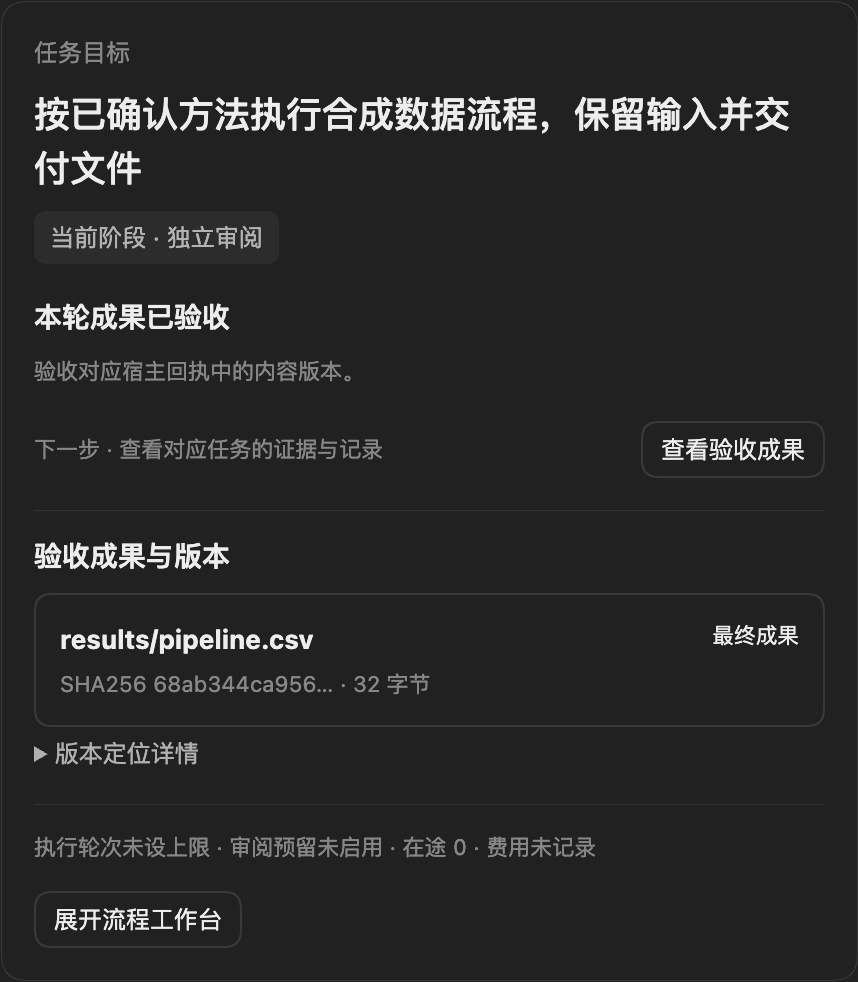 任务目标
按已确认方法执行合成数据流程，保留输入并交
付文件
当前阶段 · 独立审阅
本轮成果已验收
验收对应宿主回执中的内容版本。
下一步 · 查看对应任务的证据与记录
查看验收成果
验收成果与版本
results/pipeline.csv
最终成果
SHA256 68ab344ca956... · 32 字节
▶ 版本定位详情
执行轮次未设上限 · 审阅预留未启用 · 在途 0 · 费用未记录
展开流程工作台